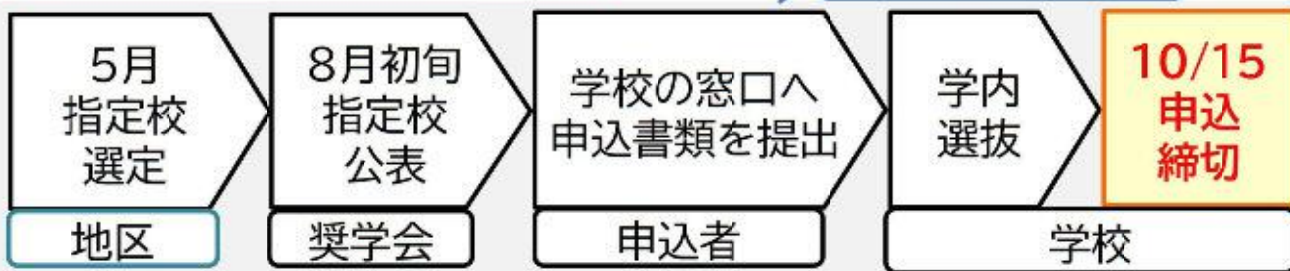 5月
指定校
選定
8月初旬
指定校
公表
学校の窓口へ
申込書類を提出
学内
選抜
10/15
申込
締切
地区
奨学会
申込者
学校